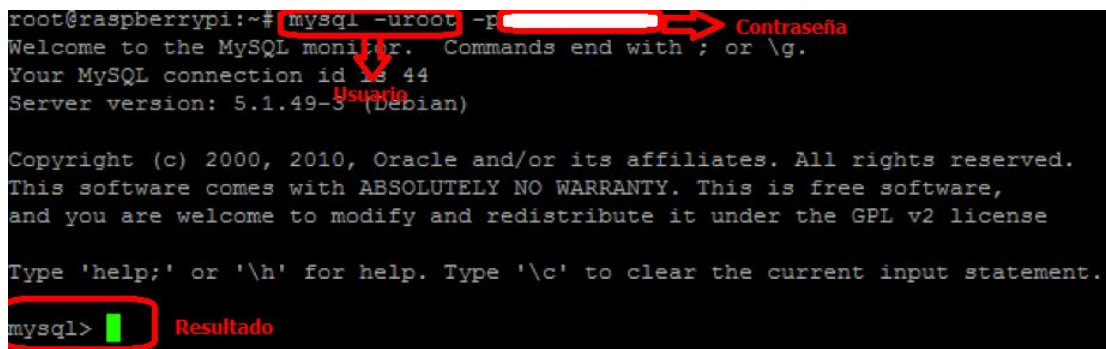 root@raspberrypi:~# mysql -uroot -p
Contraseña
Welcome to the MySQL monitor. Commands end with ; or \g.
Your MySQL connection id is 44
Usuario
Server version: 5.1.49-3 (Debian)
Copyright (c) 2000, 2010, Oracle and/or its affiliates. All rights reserved.
This software comes with ABSOLUTELY NO WARRANTY. This is free software,
and you are welcome to modify and redistribute it under the GPL v2 license
Type 'help;' or '\h' for help. Type '\c' to clear the current input statement.
mysql>
Resultado